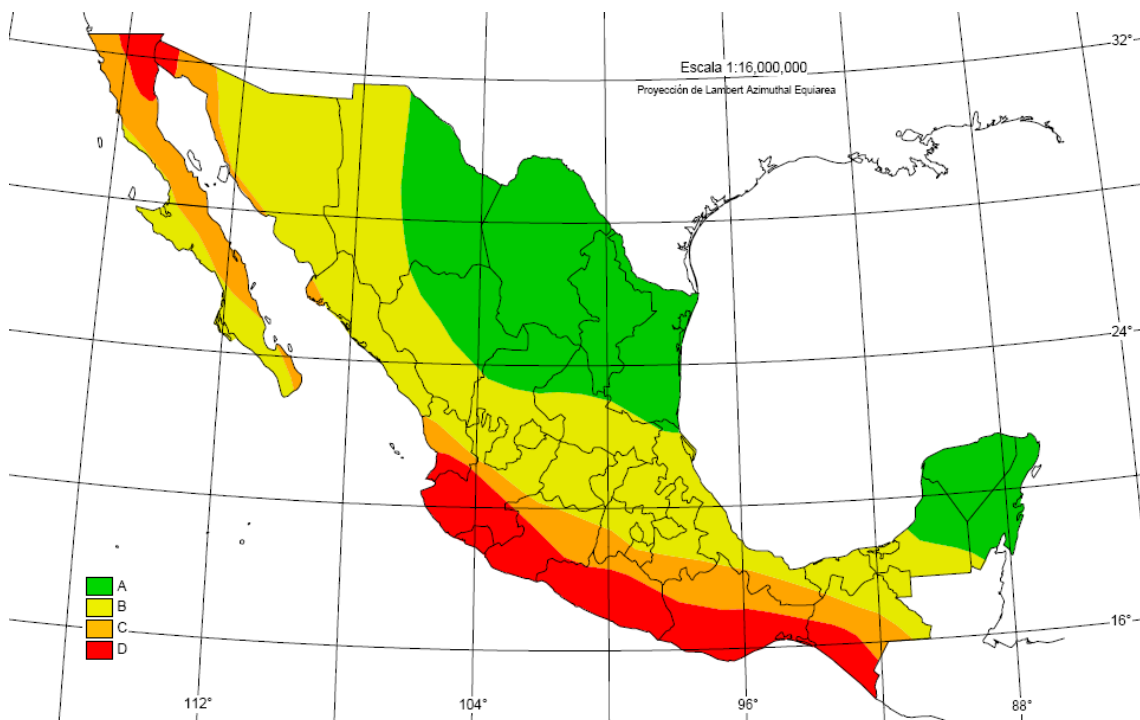 32°
Escala 1:16,000,000
Proyección de Lambert Azimuthal Equiarea
24°
A
B
C
D
16°
112°
104°
96°
88°